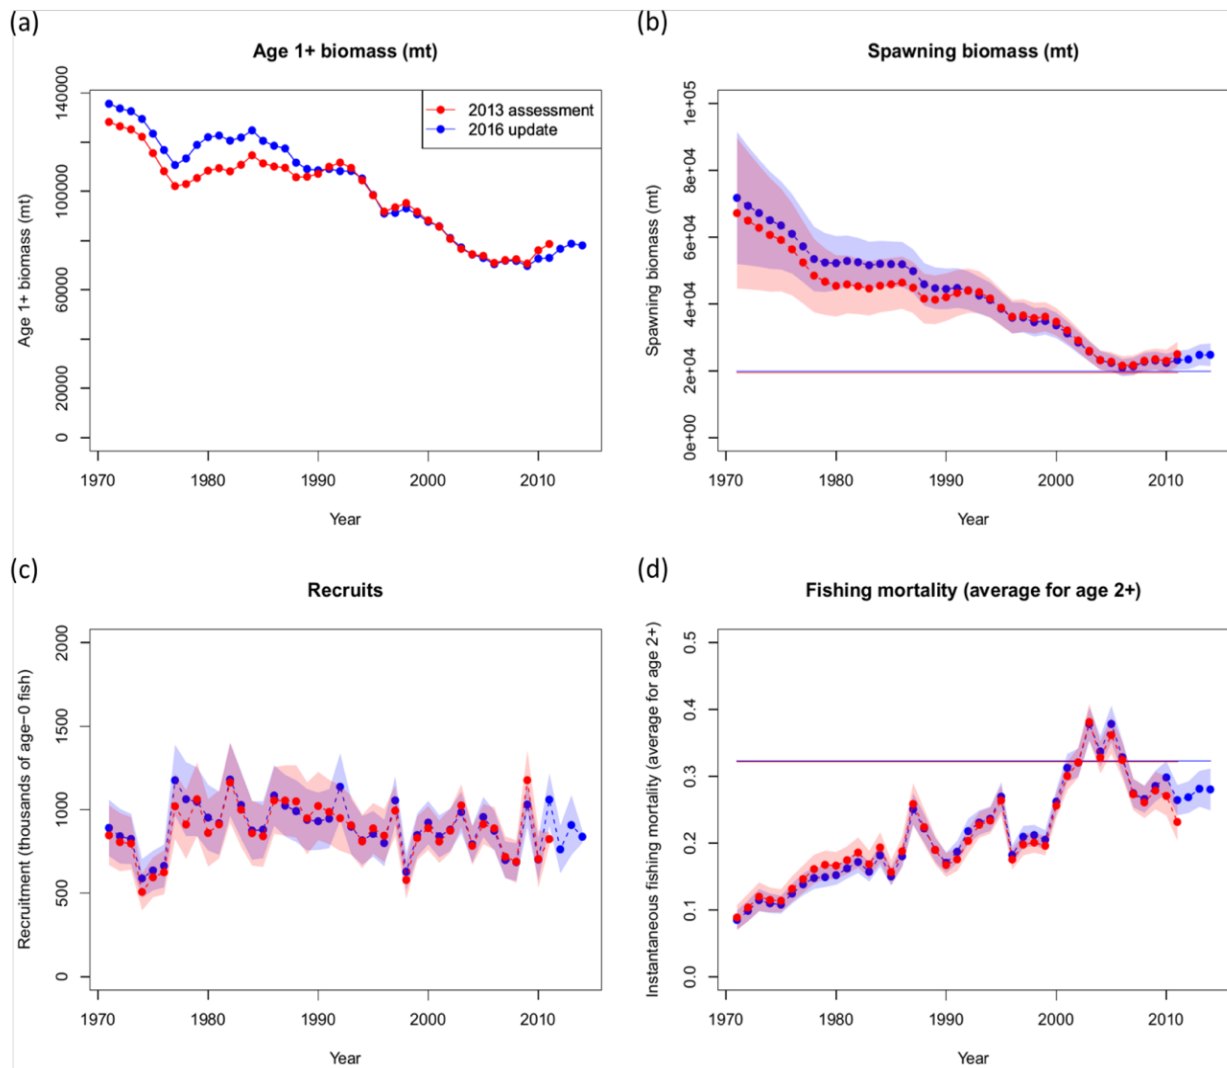 (a)
Age 1+ biomass (mt)
2013 assessment
2016 update
Age 1+ biomass (mt)
140000
100000
60000
20000
0
1970 1980 1990 2000 2010
Year
(b)
Spawning biomass (mt)
Spawning biomass (mt)
1e+05
8e+04
6e+04
4e+04
2e+04
0e+00
1970 1980 1990 2000 2010
Year
(c)
Recruits
Recruitment (thousands of age−0 fish)
2000
1500
1000
500
0
1970 1980 1990 2000 2010
Year
(d)
Fishing mortality (average for age 2+)
Instantaneous fishing mortality (average for age 2+)
0.5
0.4
0.3
0.2
0.1
0.0
1970 1980 1990 2000 2010
Year